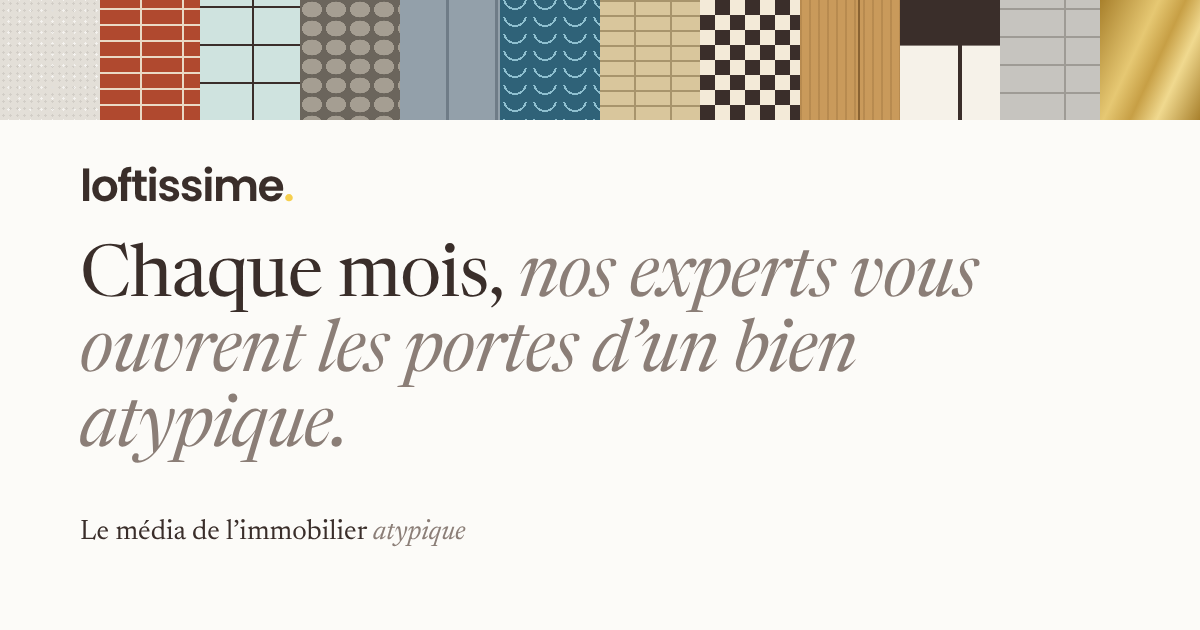 loftissime.
Chaque mois, nos experts vous
ouvrent les portes d’un bien
atypique.
Le média de l’immobilier atypique